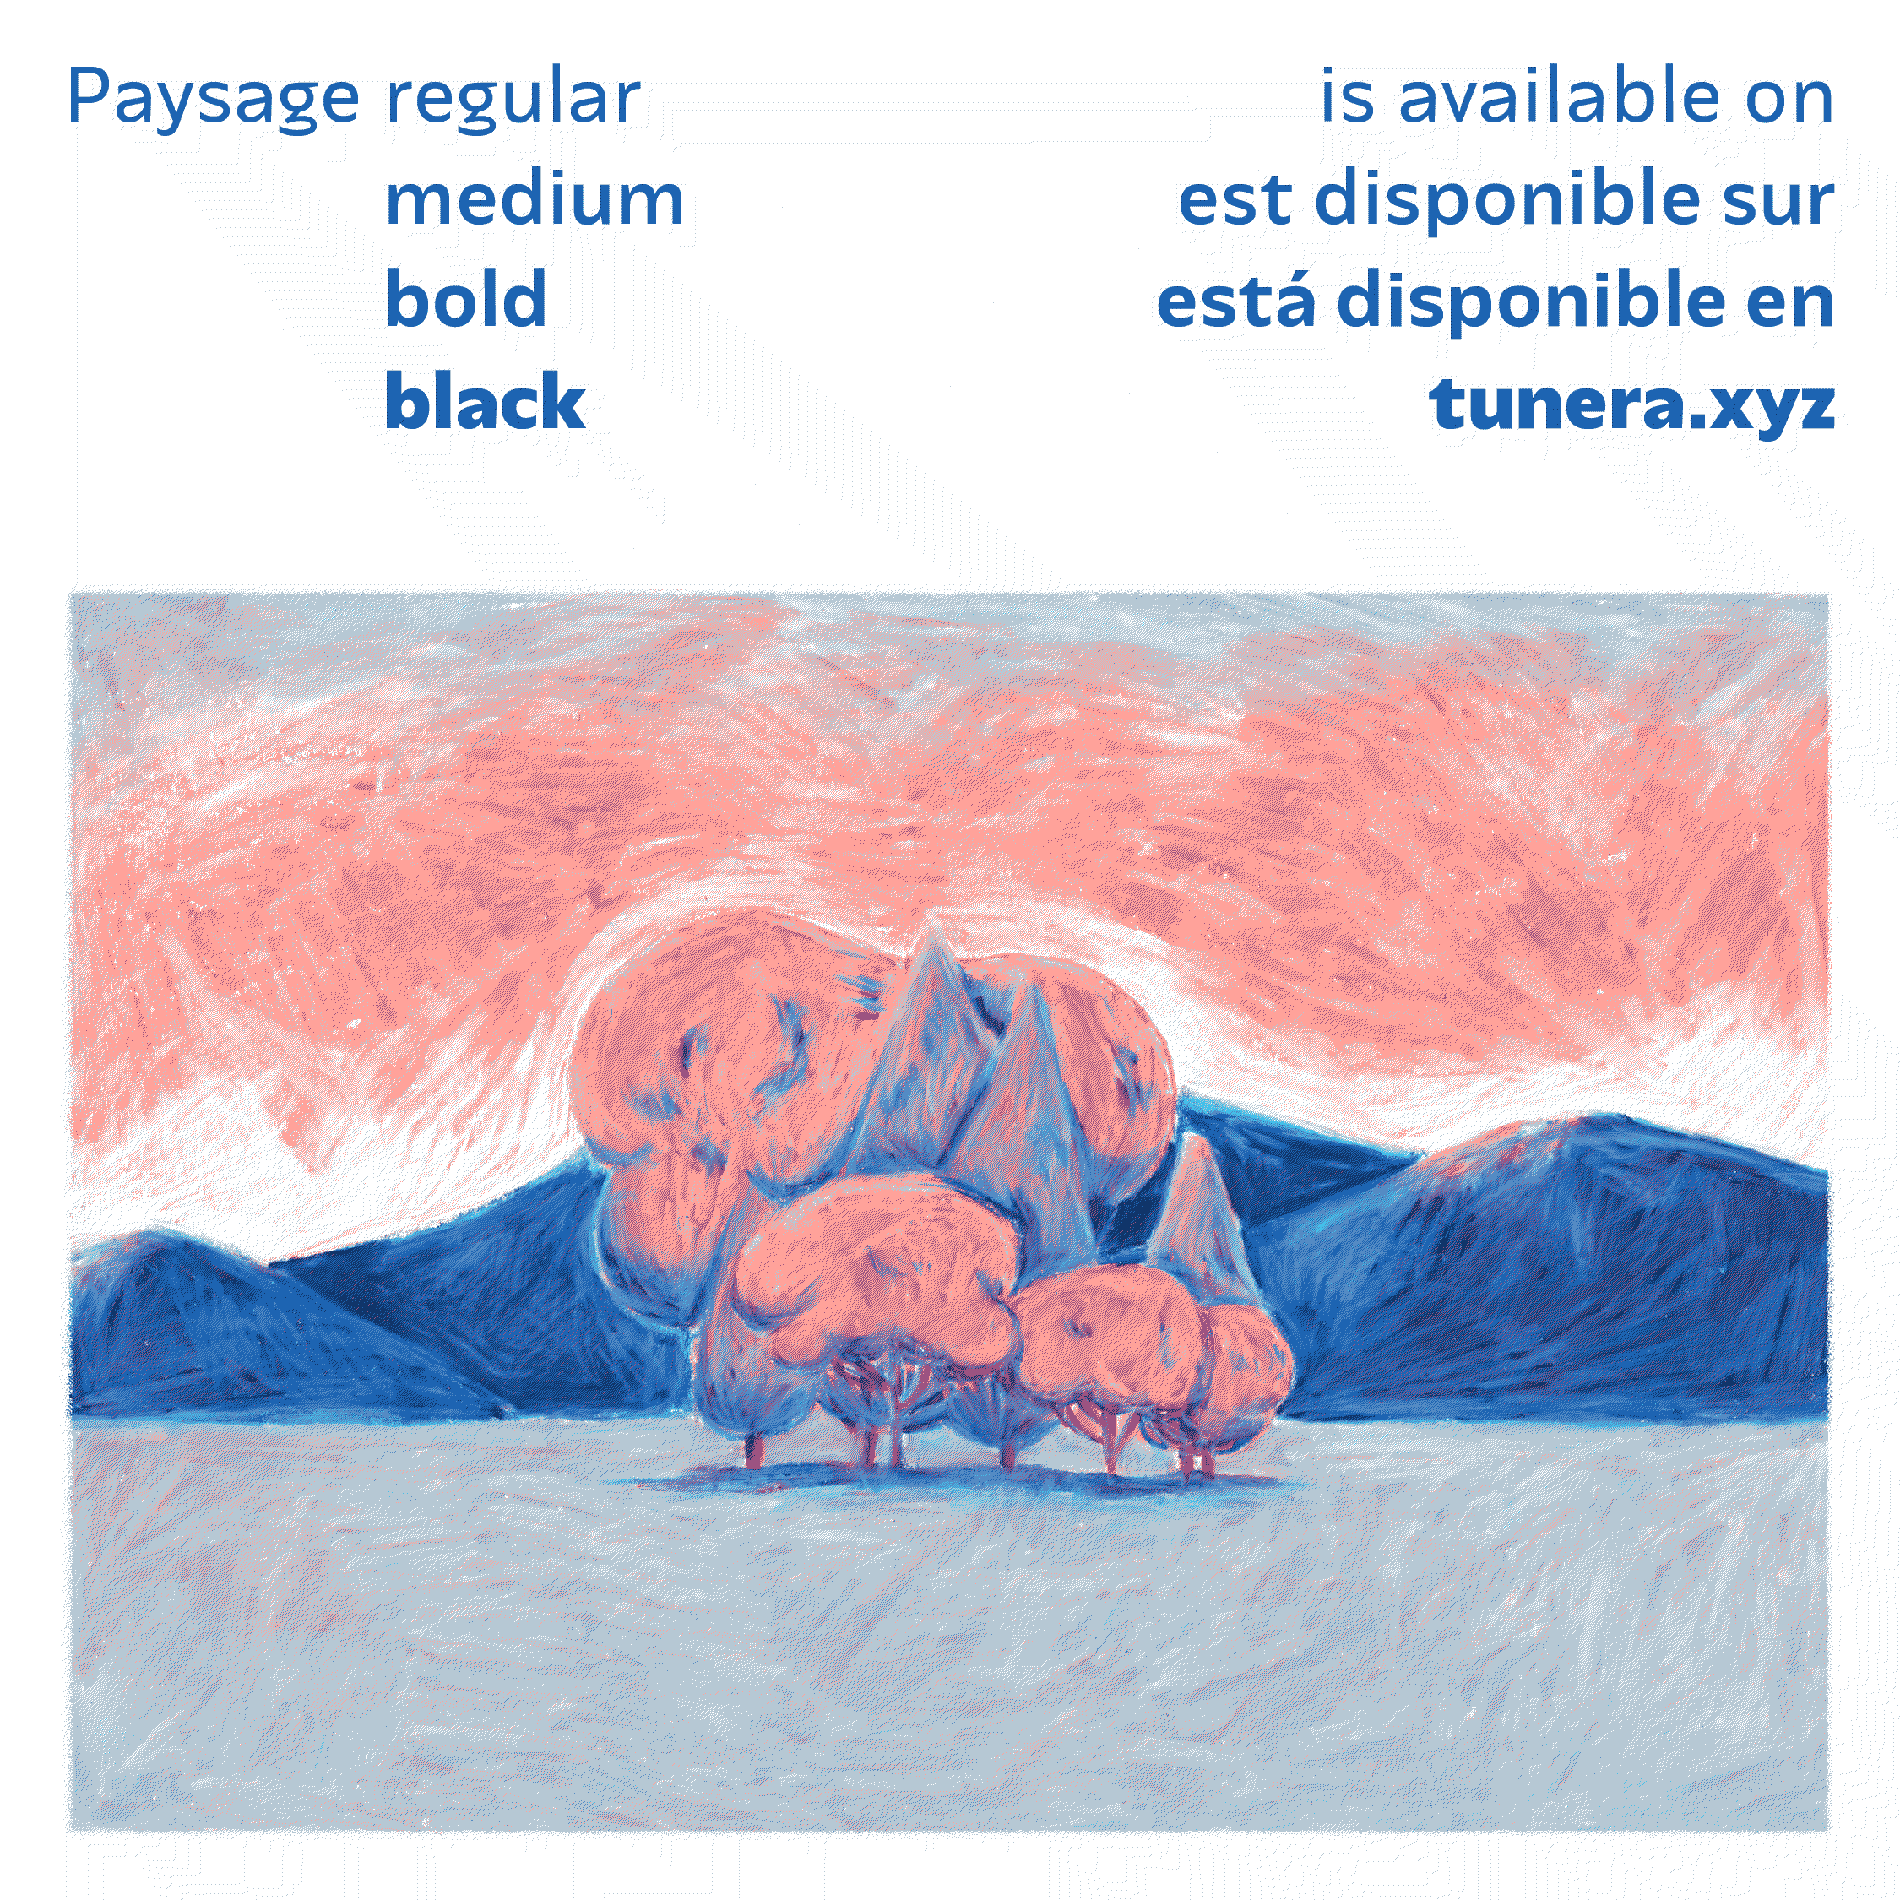 Paysage regular is available on
medium est disponible sur
bold está disponible en
black tunera.xyz